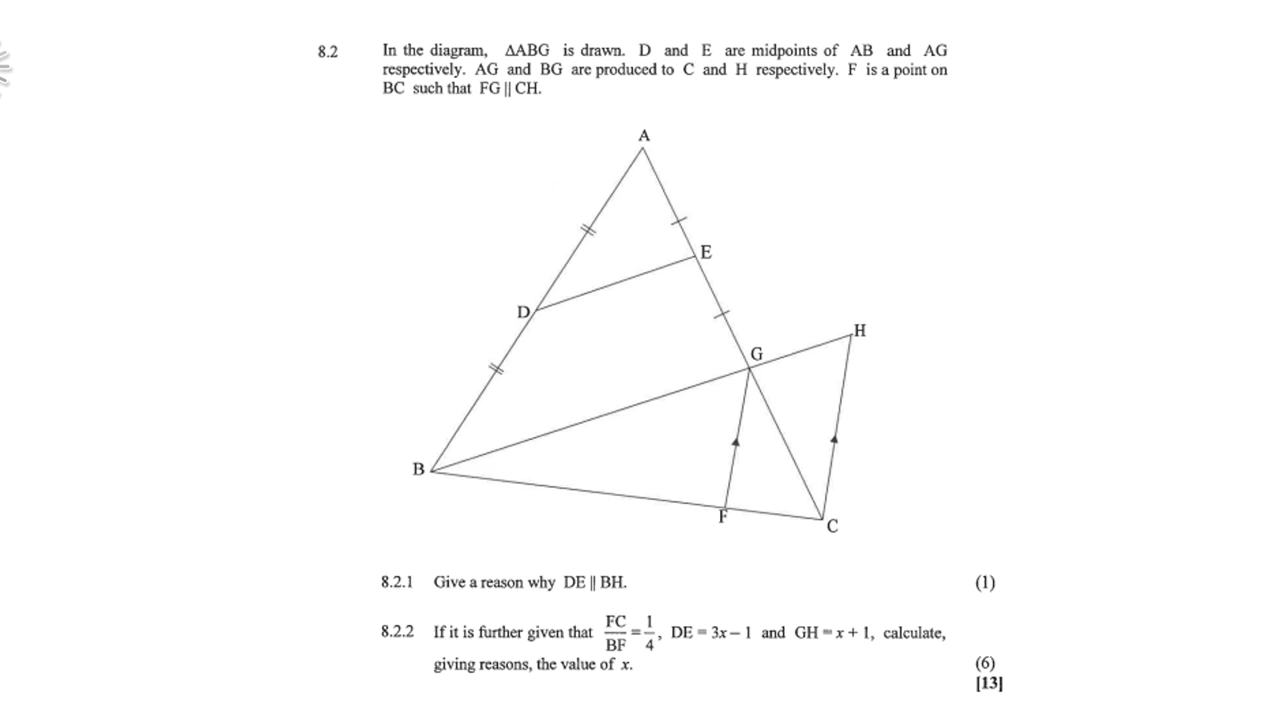 8.2 In the diagram, ΔABG is drawn. D and E are midpoints of AB and AG
respectively. AG and BG are produced to C and H respectively. F is a point on
BC such that FG || CH.
A
E
D
H
G
B
F
C
8.2.1 Give a reason why DE || BH. (1)
8.2.2 If it is further given that FC/BF = 1/4, DE = 3x – 1 and GH = x + 1, calculate,
giving reasons, the value of x. (6)
[13]